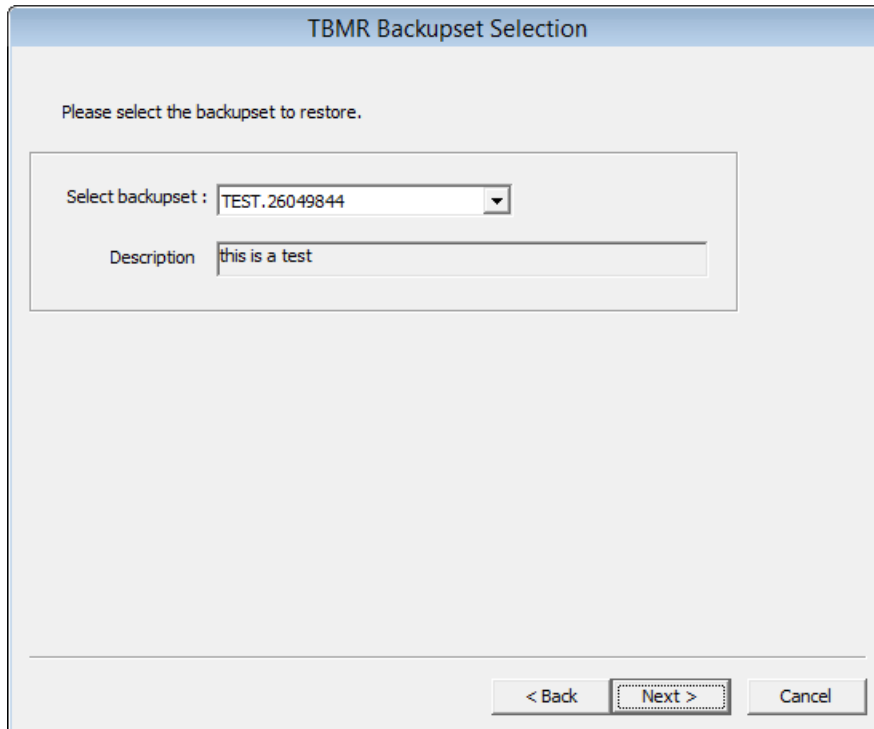 TBMR Backupset Selection
Please select the backupset to restore.
Select backupset : TEST.26049844
Description this is a test
< Back Next > Cancel